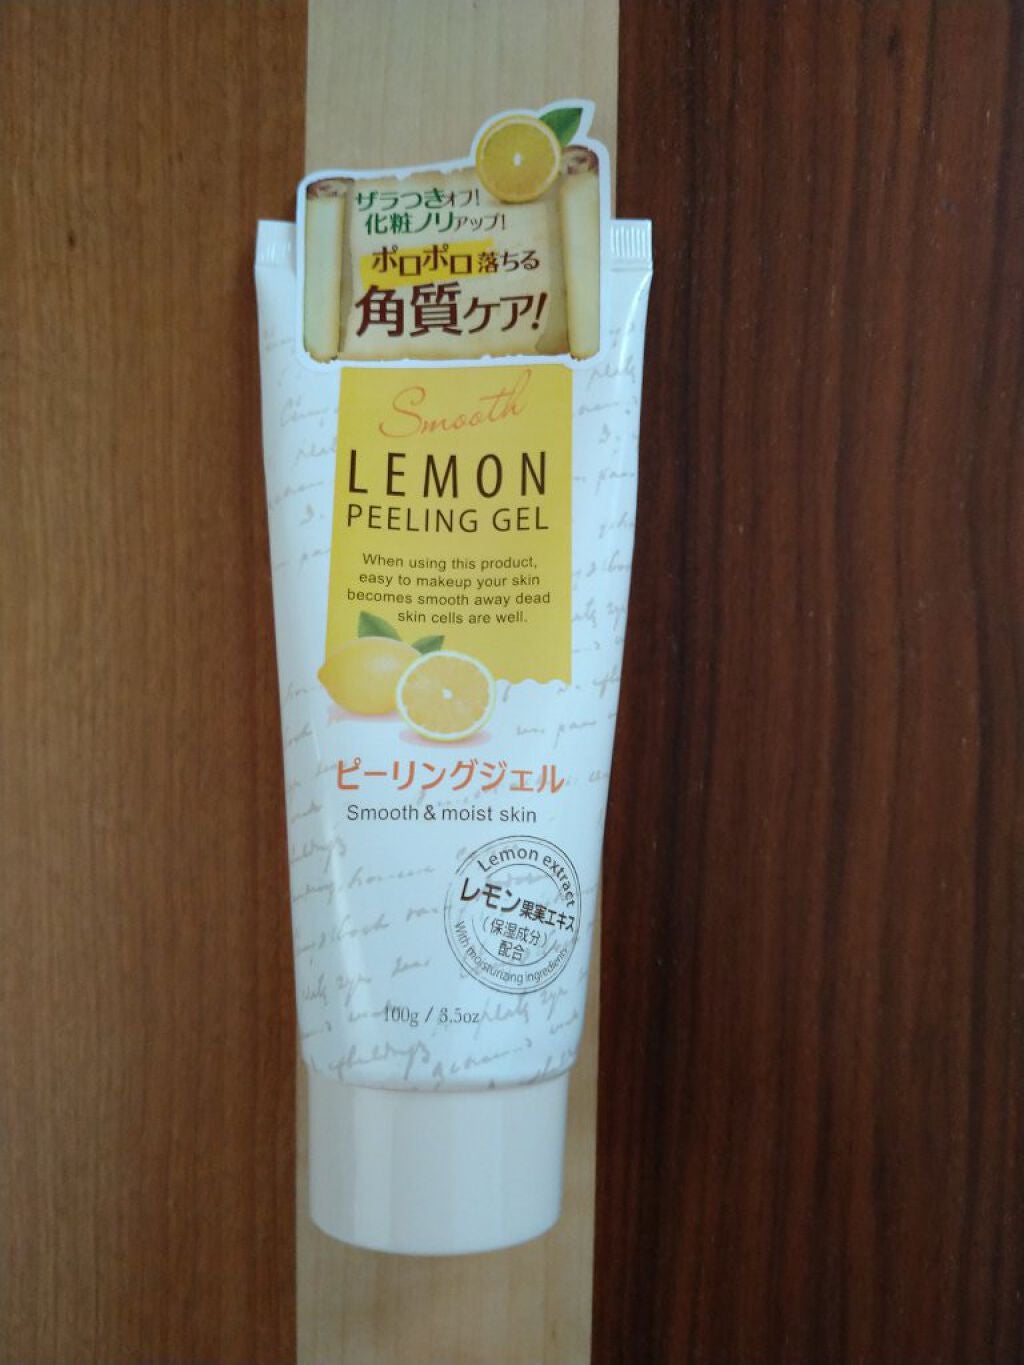 ザラつきオフ!
化粧ノリアップ!
ポロポロ落ちる
角質ケア!
Smooth
LEMON
PEELING GEL
When using this product,
easy to makeup your skin
becomes smooth away dead
skin cells are well.
ピーリングジェル
Smooth & moist skin
Lemon extract
レモン果実エキス
(保湿成分)
配合
With moisturizing ingredients
100g / 3.5oz